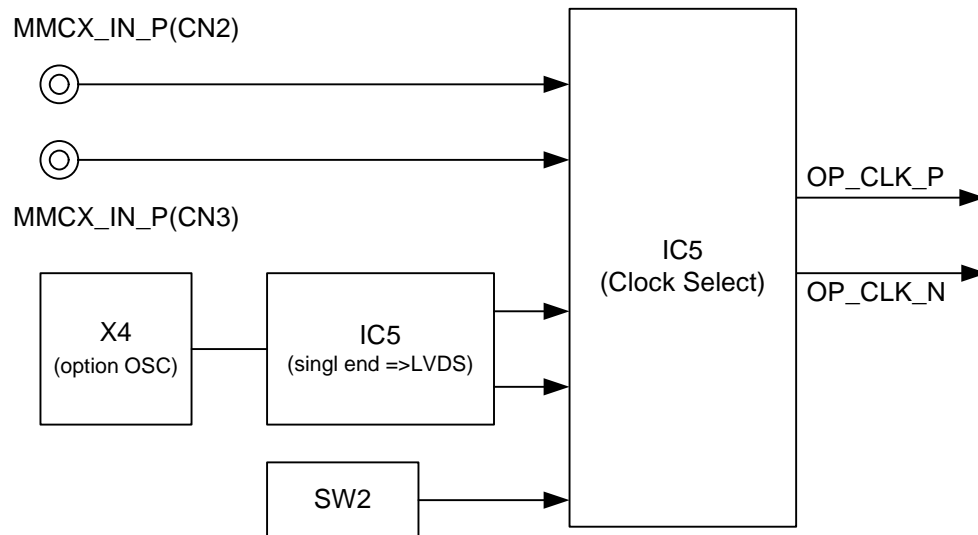 MMCX_IN_P(CN2)
MMCX_IN_P(CN3)
X4
(option OSC)
IC5
(singl end =>LVDS)
SW2
IC5
(Clock Select)
OP_CLK_P
OP_CLK_N